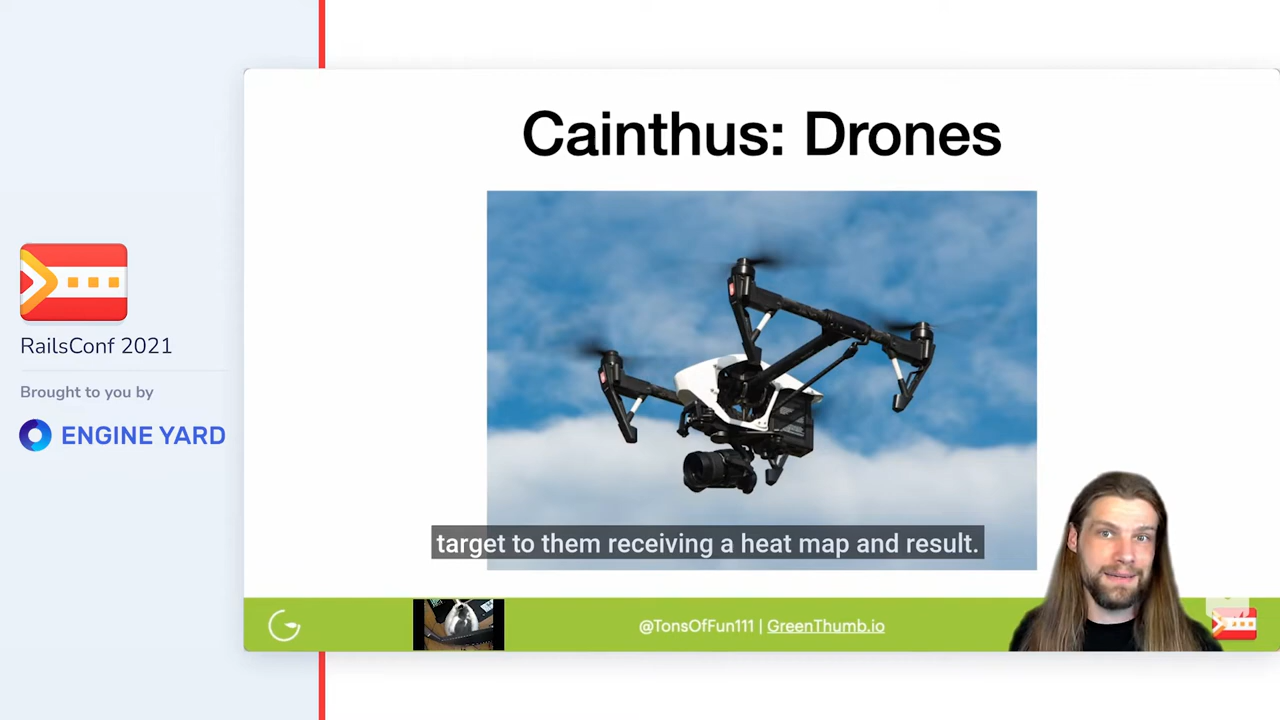 Cainthus: Drones
RailsConf 2021
Brought to you by
ENGINE YARD
target to them receiving a heat map and result.
@TonsOfFun111 | GreenThumb.io